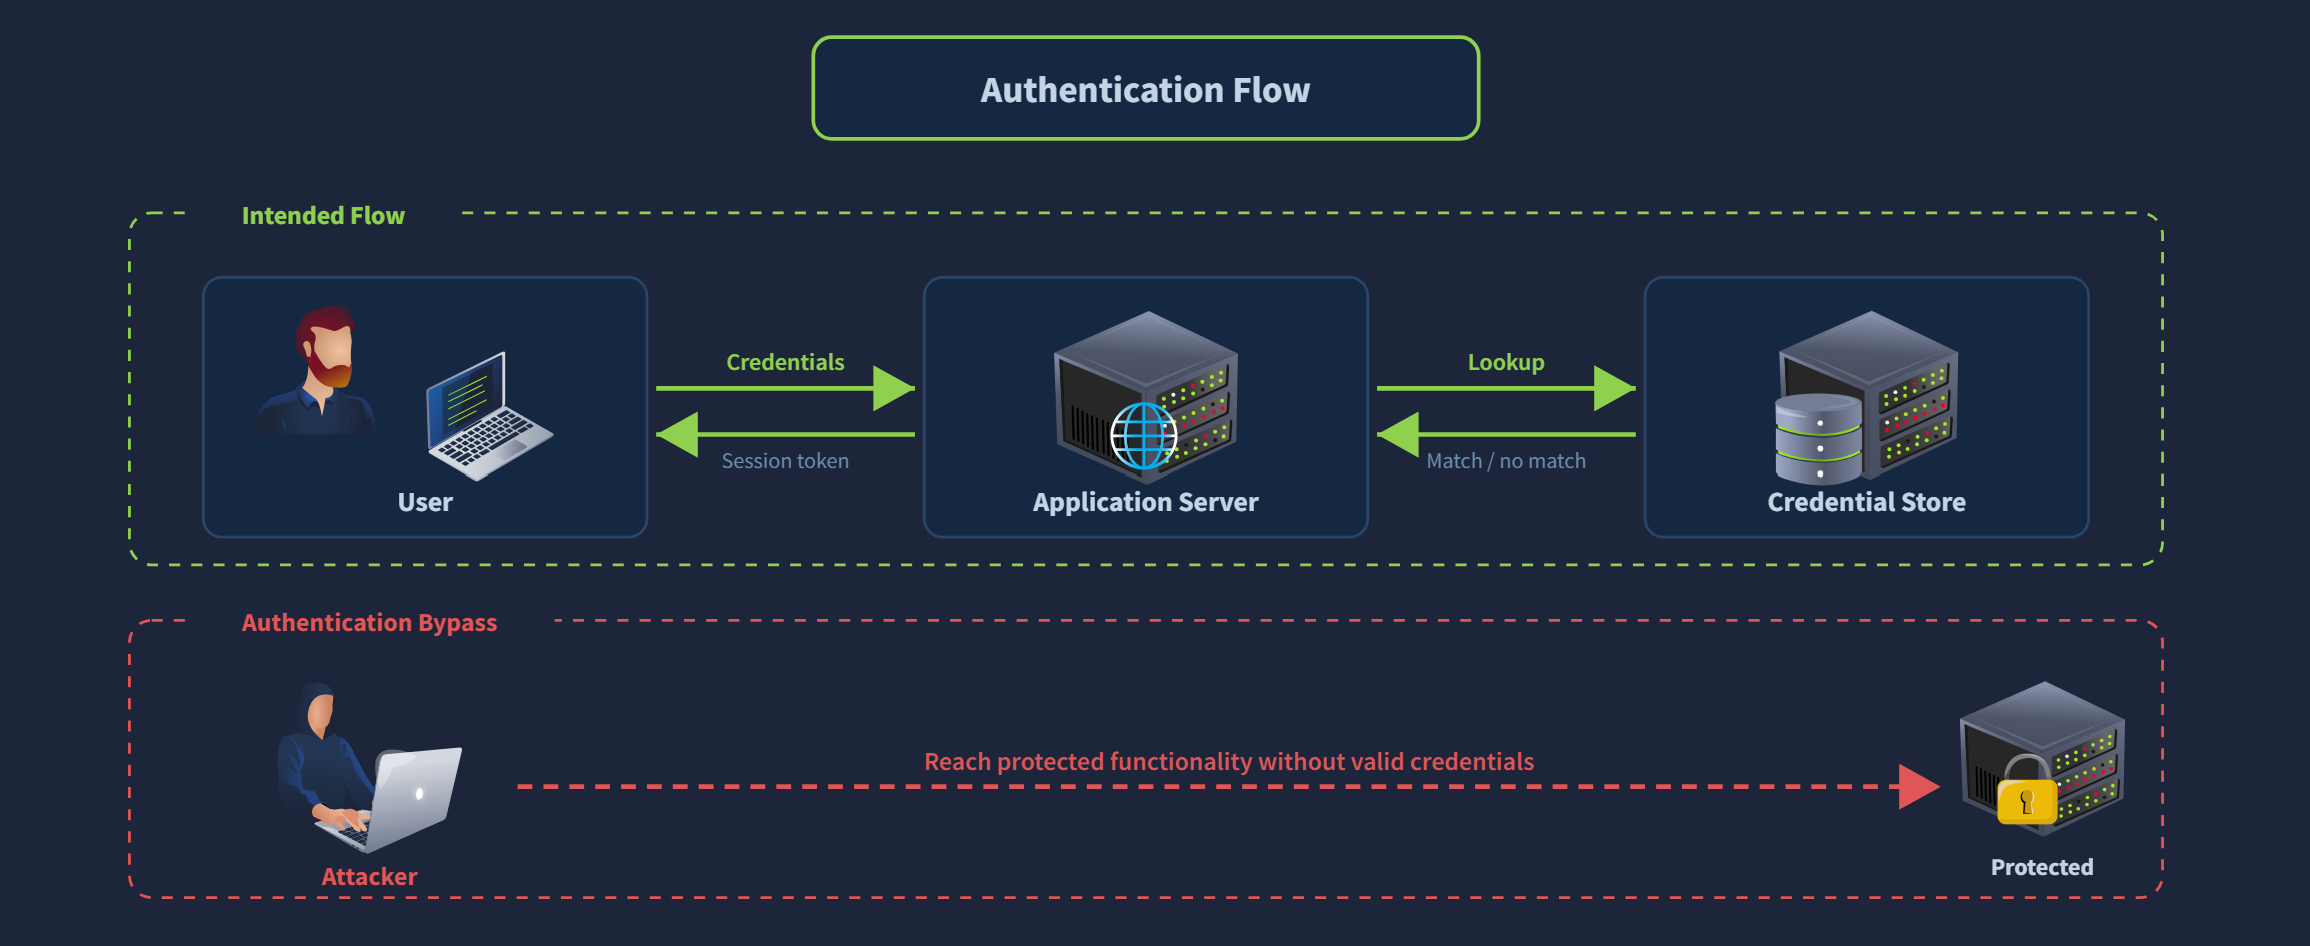 Authentication Flow
Intended Flow
Credentials
Lookup
Session token
Match / no match
User
Application Server
Credential Store
Authentication Bypass
Reach protected functionality without valid credentials
Attacker
Protected